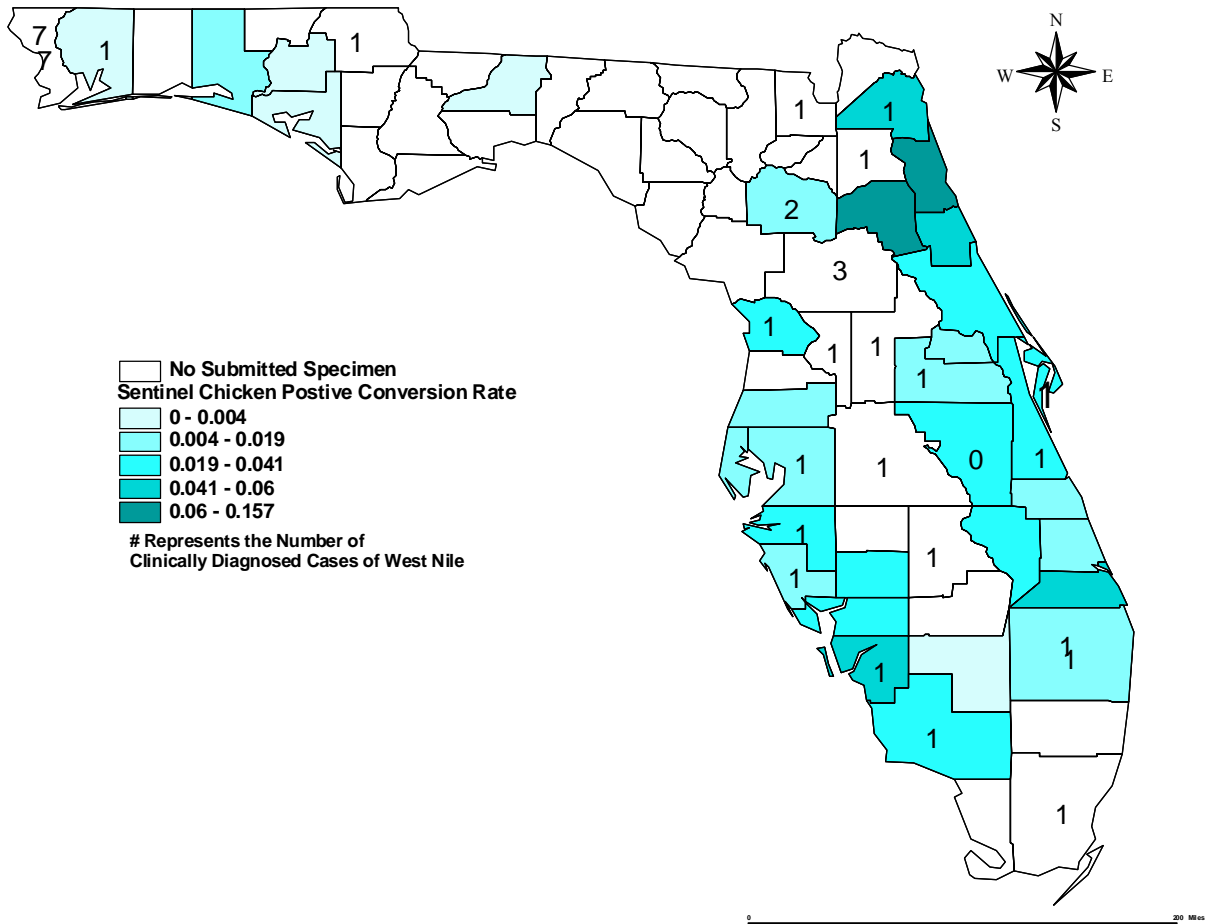 N
W E
S
7
7
1
1
1
1
1
2
3
1
1
1
1
1
1
1
0
1
1
1
1
1
1
1
1
1
No Submitted Specimen
Sentinel Chicken Postive Conversion Rate
0 - 0.004
0.004 - 0.019
0.019 - 0.041
0.041 - 0.06
0.06 - 0.157
# Represents the Number of
Clinically Diagnosed Cases of West Nile
0 200 Miles